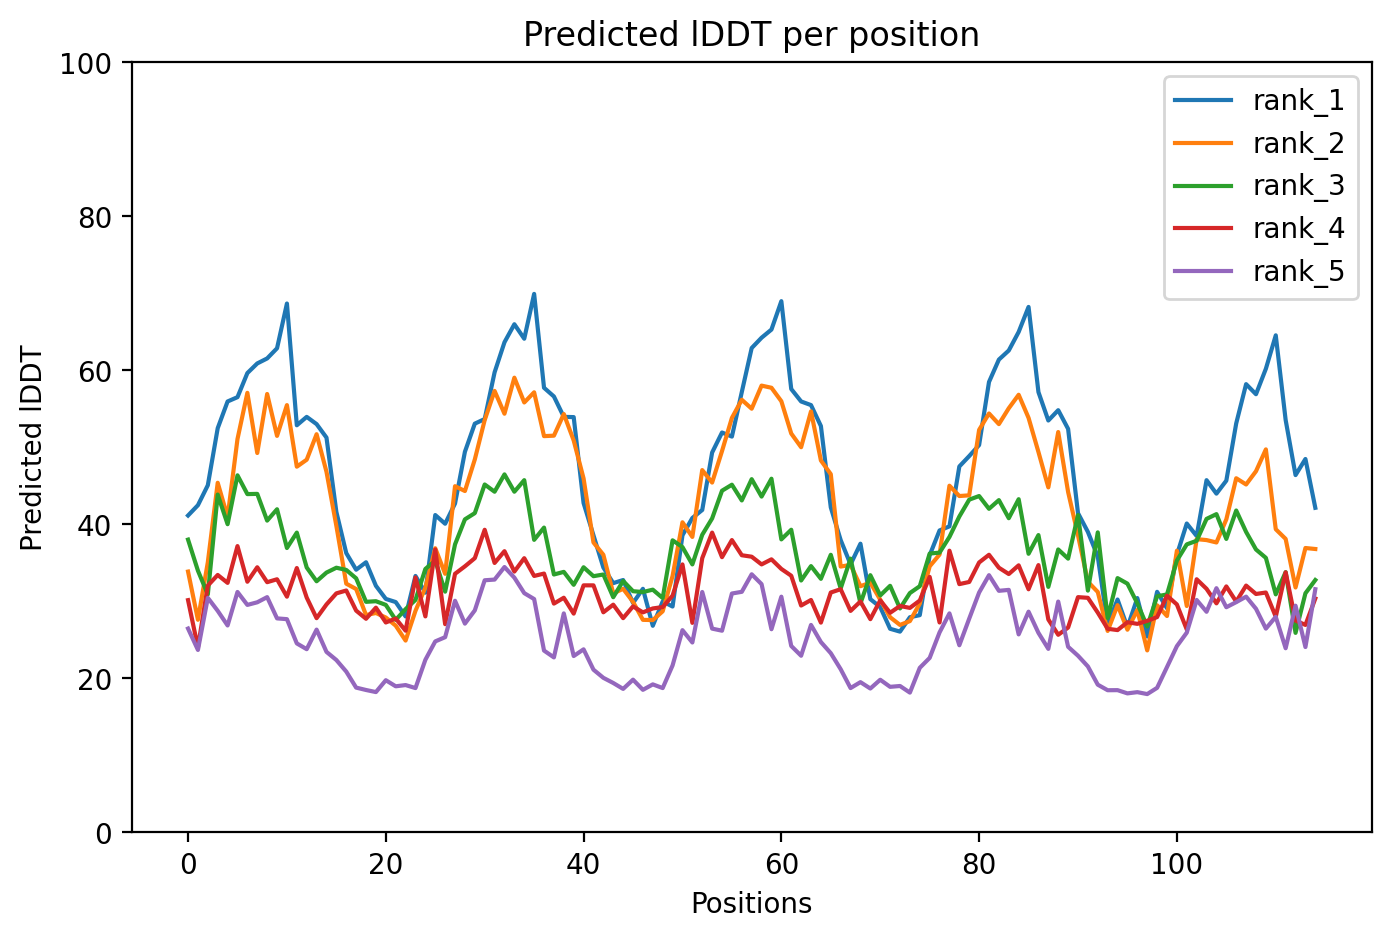 Predicted lDDT per position
100
80
60
40
20
0
Predicted lDDT
0 20 40 60 80 100
Positions
rank_1
rank_2
rank_3
rank_4
rank_5